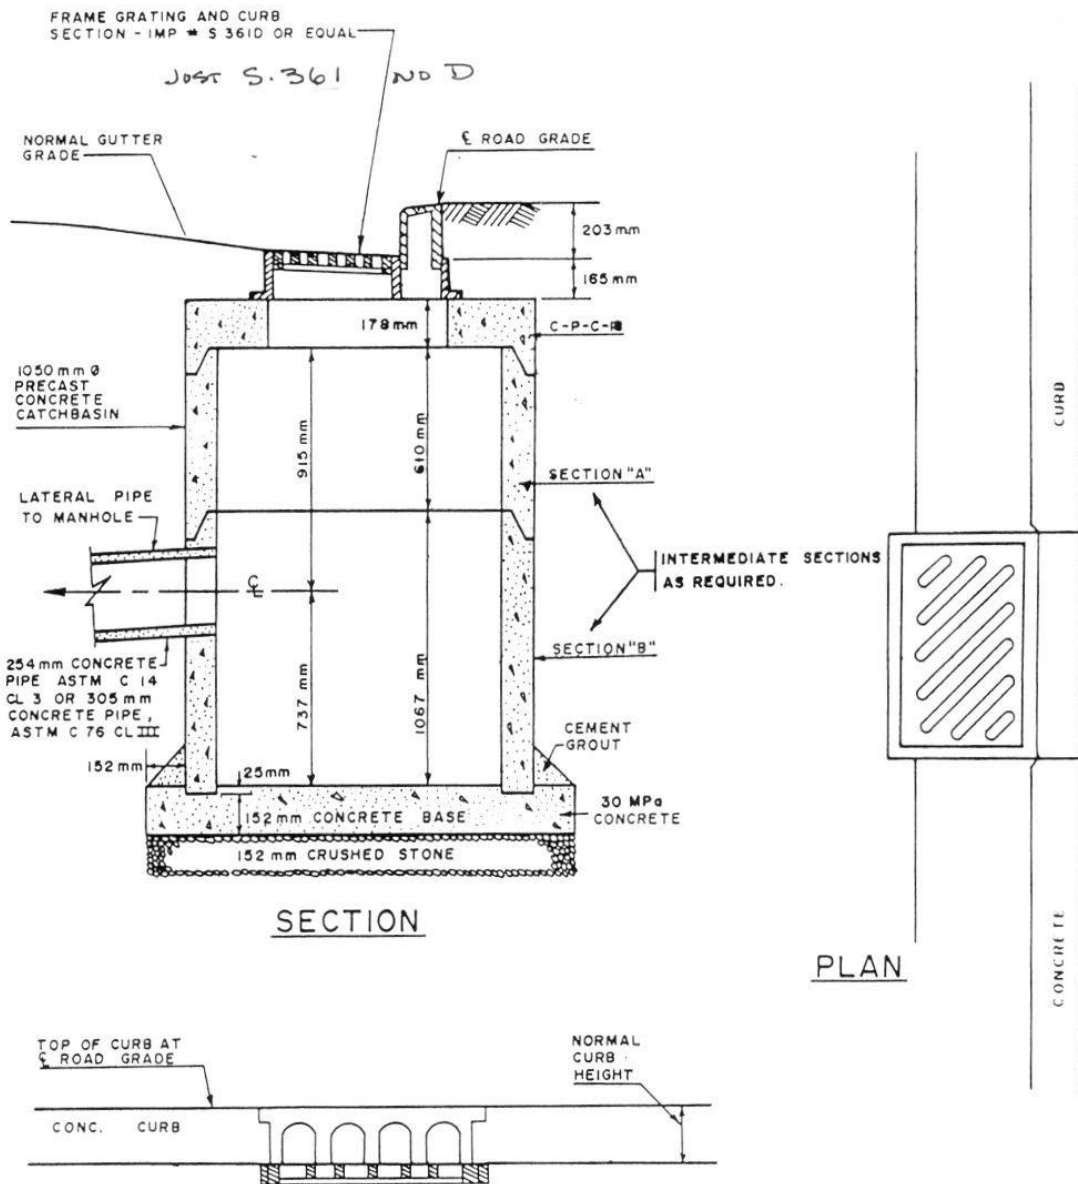 FRAME GRATING AND CURB
SECTION - IMP # S 361D OR EQUAL
JUST S.361 NO D
NORMAL GUTTER
GRADE
℄ ROAD GRADE
203 mm
165 mm
178 mm
C-P-C-
1050 mm Ø
PRECAST
CONCRETE
CATCHBASIN
915 mm
610 mm
SECTION "A"
LATERAL PIPE
TO MANHOLE
℄
INTERMEDIATE SECTIONS
AS REQUIRED.
SECTION "B"
254 mm CONCRETE
PIPE ASTM C 14
CL 3 OR 305 mm
CONCRETE PIPE,
ASTM C 76 CL III
737 mm
1067 mm
CEMENT
GROUT
152 mm
25 mm
152 mm CONCRETE BASE
30 MPa
CONCRETE
152 mm CRUSHED STONE
SECTION
CURB
CONCRETE
PLAN
TOP OF CURB AT
℄ ROAD GRADE
NORMAL
CURB
HEIGHT
CONC. CURB